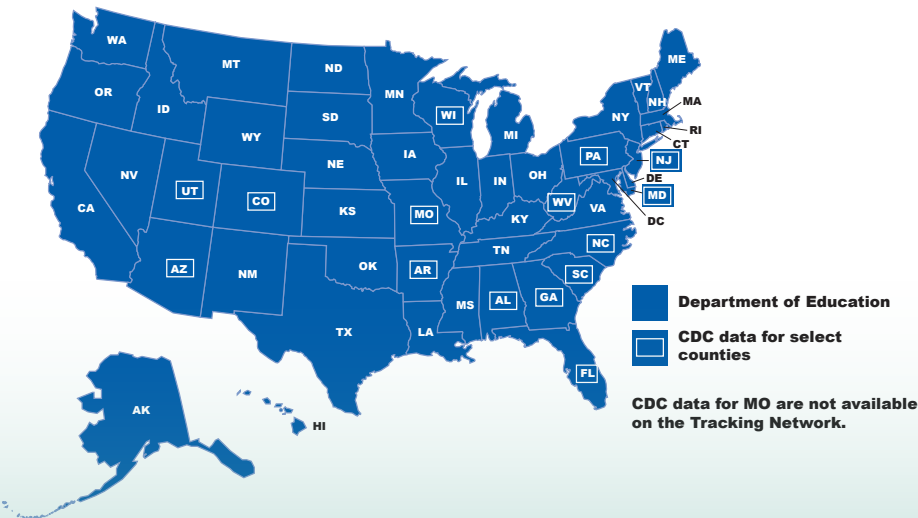 WA
OR
ID
MT
WY
ND
SD
NE
MN
IA
WI
MI
NV
CA
UT
CO
KS
MO
IL
IN
OH
KY
WV
VA
PA
NY
VT
NH
ME
MA
RI
CT
NJ
DE
MD
DC
AZ
NM
OK
AR
TN
NC
SC
TX
LA
MS
AL
GA
FL
AK
HI
Department of Education
CDC data for select
counties
CDC data for MO are not available
on the Tracking Network.